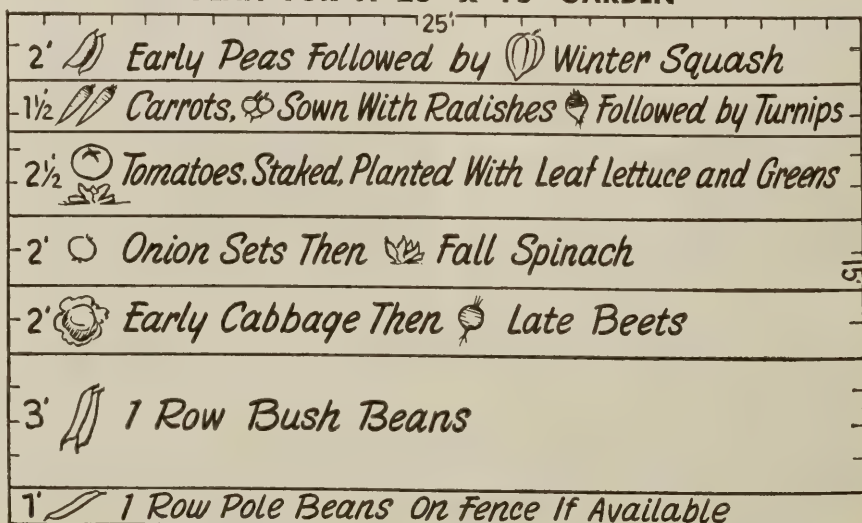 25'
2' Early Peas Followed by Winter Squash
1½ Carrots, Sown With Radishes Followed by Turnips
2½' Tomatoes. Staked, Planted With Leaf Lettuce and Greens
2' Onion Sets Then Fall Spinach
15'
2' Early Cabbage Then Late Beets
3' 1 Row Bush Beans
1' 1 Row Pole Beans On Fence If Available